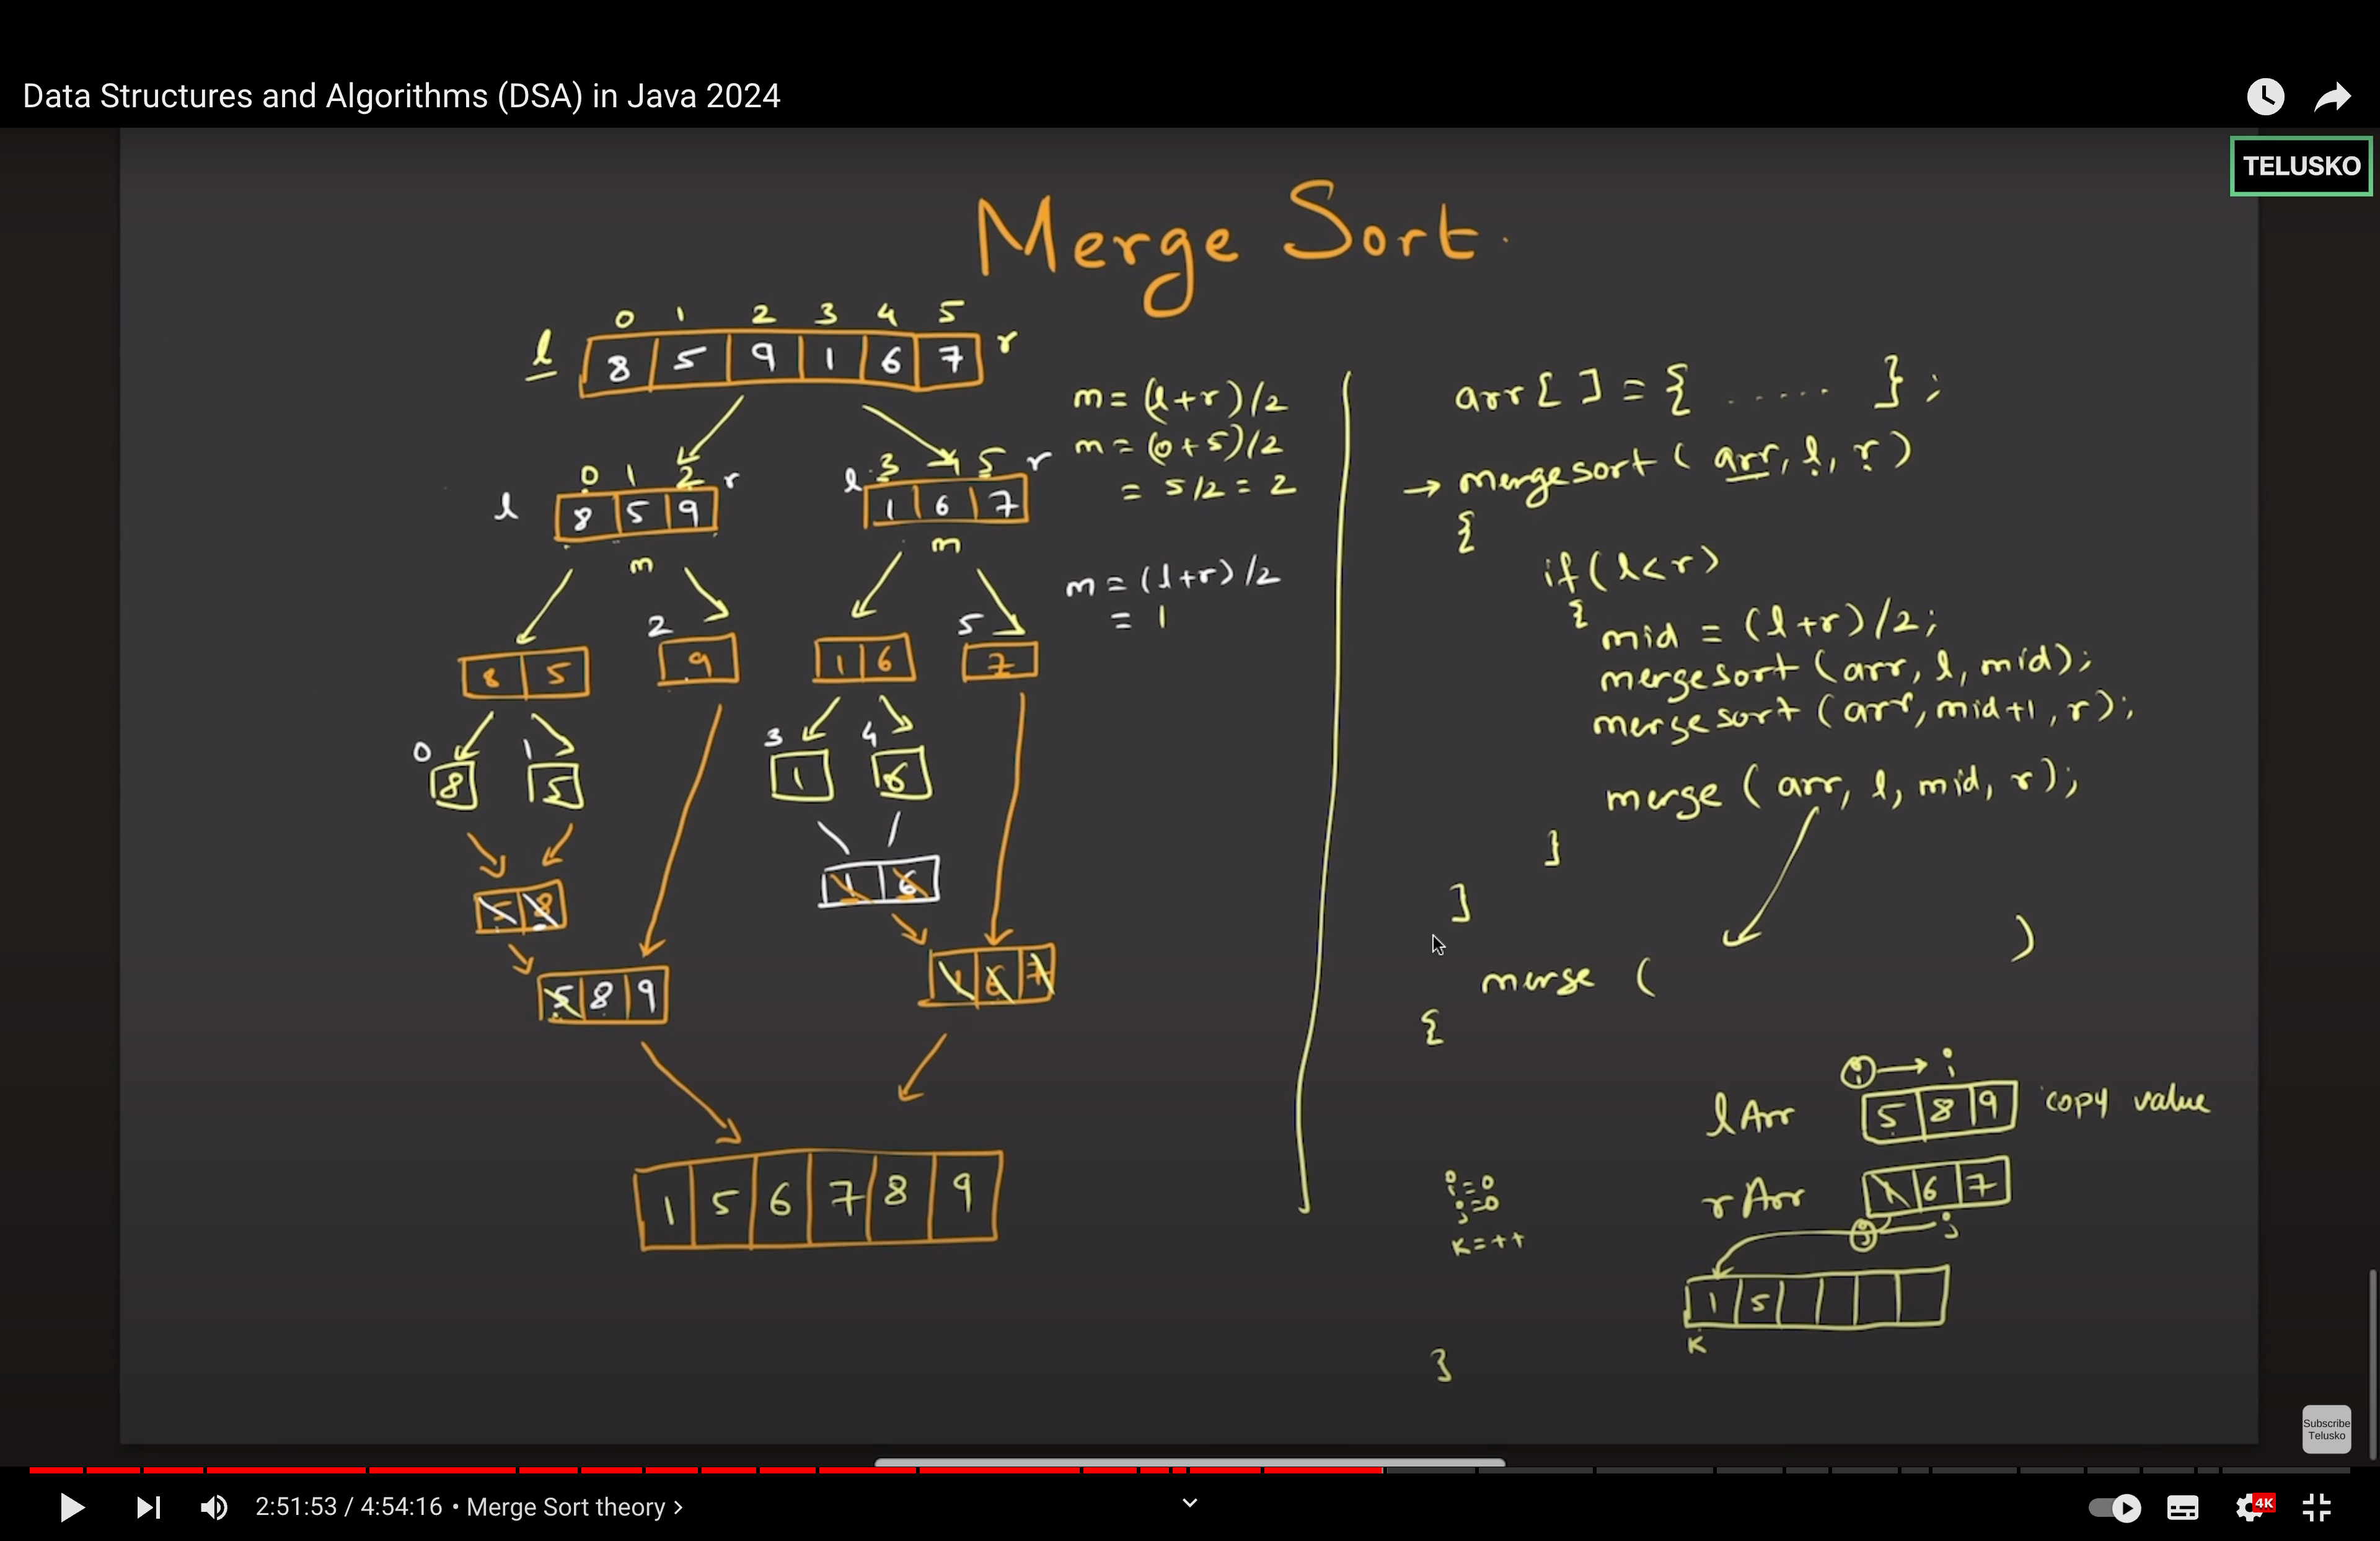 Data Structures and Algorithms (DSA) in Java 2024
TELUSKO
Merge Sort.
0 1 2 3 4 5
l 8 5 9 1 6 7 r
m = (l+r)/2
m = (0+5)/2
= 5/2 = 2
0 1 2 r
l 8 5 9
m
l 3 4 5 r
1 6 7
m
m = (l+r)/2
= 1
8 5
2
9
1 6
5
7
0 1
8 5
3 4
1 6
5 8
1 6
5 8 9
1 6 7
1 5 6 7 8 9
arr [ ] = { ...... } ;
→ mergesort ( arr, l, r )
{
if ( l < r )
{
mid = (l+r)/2;
mergesort ( arr, l, mid );
mergesort ( arr, mid+1, r );
merge ( arr, l, mid, r );
}
}
merge ( )
{
i → i
lArr 5 8 9 copy value
i=0
j=0
k=++
rArr 1 6 7
j j
1 5
k
}
Subscribe
Telusko
2:51:53 / 4:54:16 • Merge Sort theory >
4K